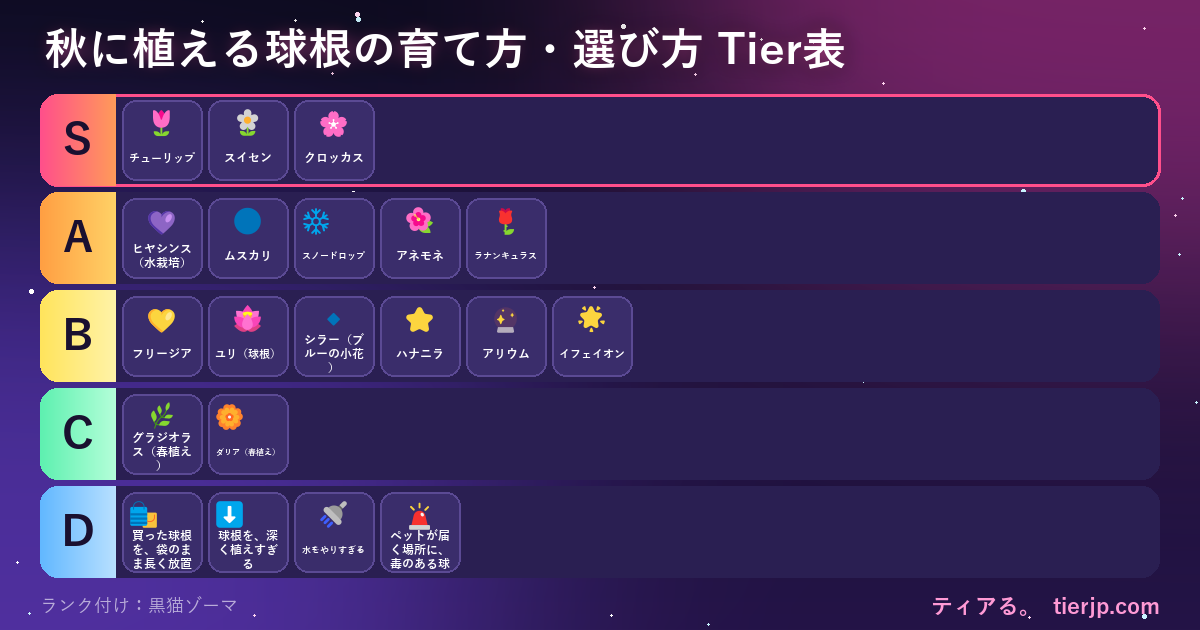 秋に植える球根の育て方・選び方 Tier表
S
チューリップ
スイセン
クロッカス
A
ヒヤシンス
（水栽培）
ムスカリ
スノードロップ
アネモネ
ラナンキュラス
B
フリージア
ユリ（球根）
シラー（ブ
ルーの小花
）
ハナニラ
アリウム
イフェイオン
C
グラジオラ
ス（春植え
）
ダリア（春植え）
D
買った球根
を、袋のま
ま長く放置
球根を、深
く植えすぎ
る
水モやりすぎる
ペットが届
く場所に、
毒のある球
ランク付け：黒猫ゾーマ
ティアる。 tierjp.com